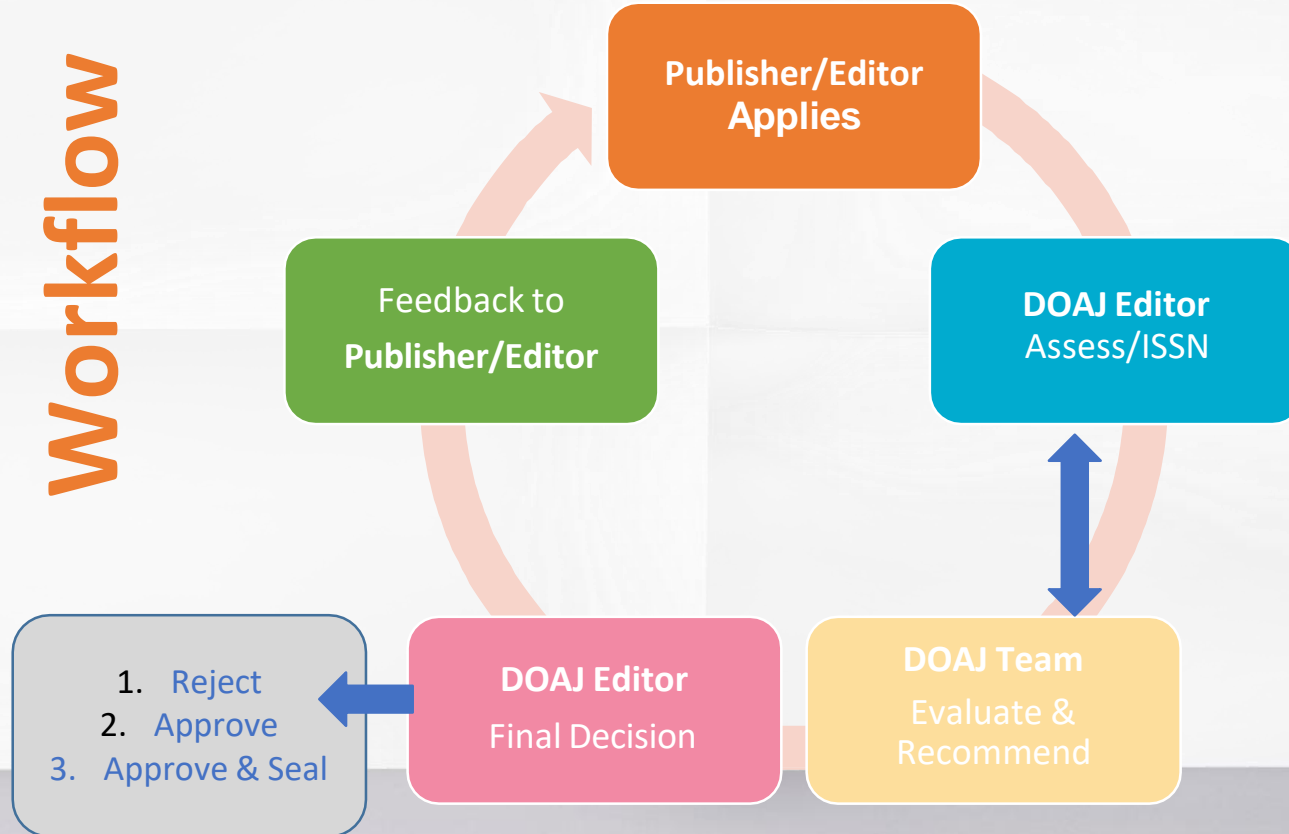 Workflow
Publisher/Editor
Applies
DOAJ Editor
Assess/ISSN
DOAJ Team
Evaluate &
Recommend
DOAJ Editor
Final Decision
1. Reject
2. Approve
3. Approve & Seal
Feedback to
Publisher/Editor